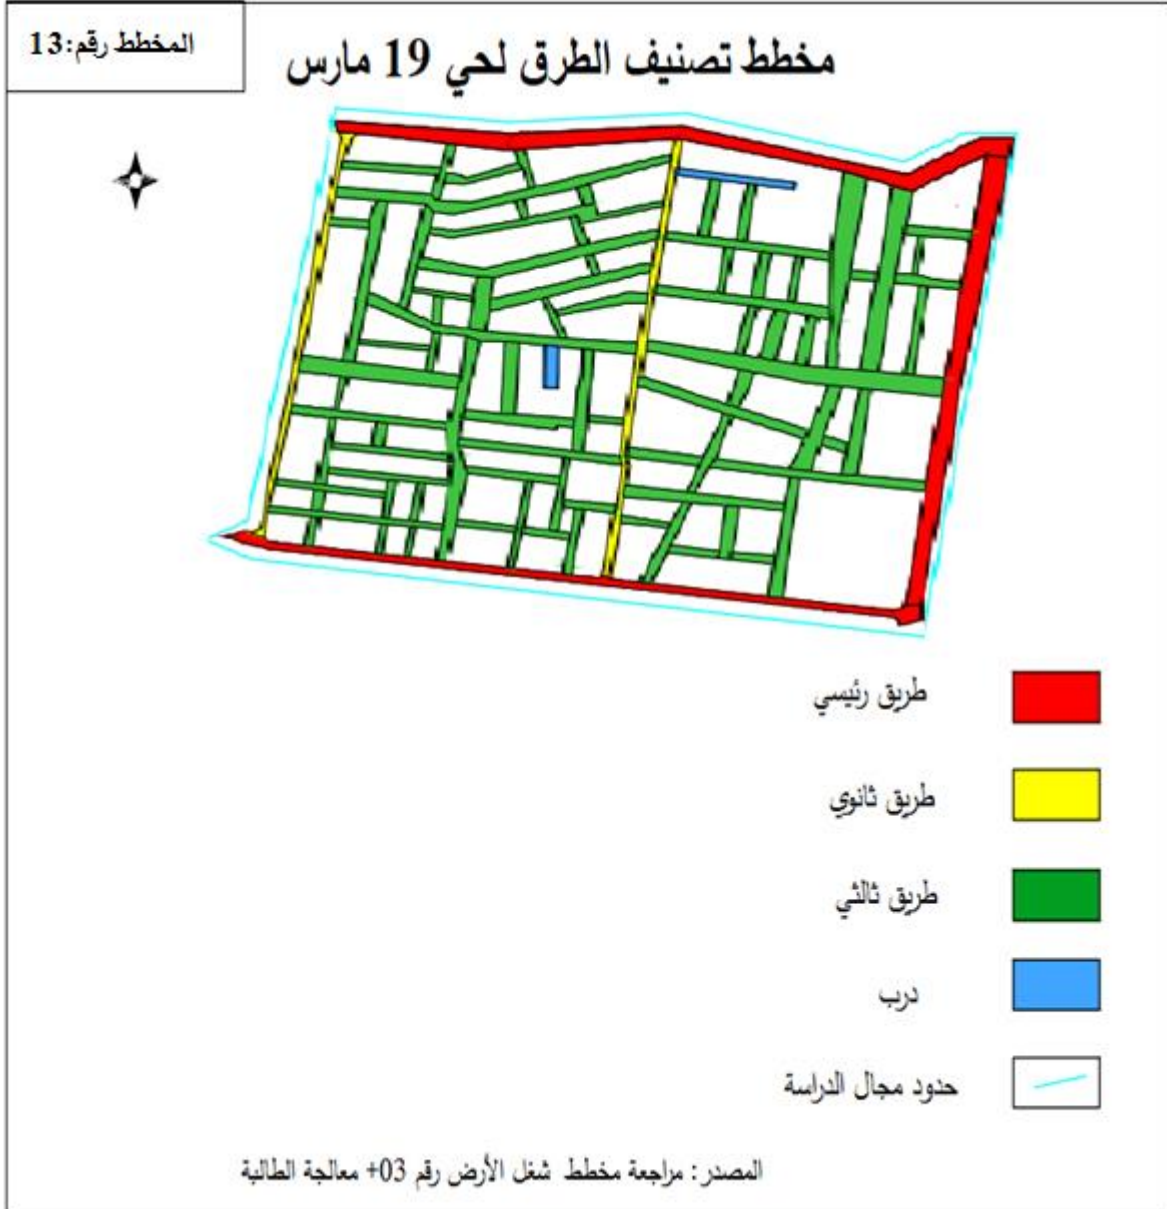 المخطط رقم:13
مخطط تصنيف الطرق لحي 19 مارس
طريق رئيسي
طريق ثانوي
طريق ثالثي
درب
حدود مجال الدراسة
المصدر: مراجعة مخطط شغل الأرض رقم 03+ معالجة الطالبة